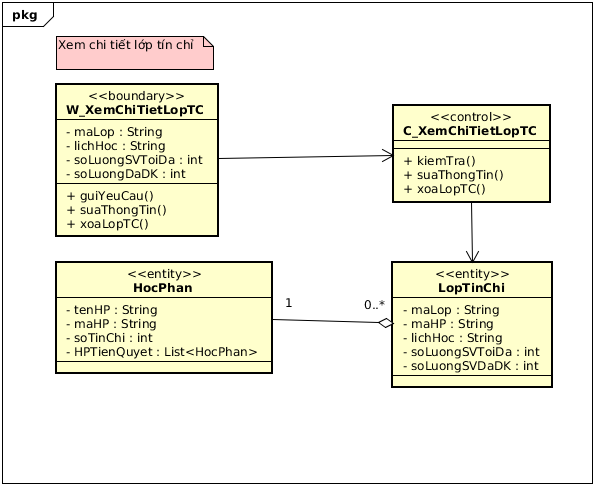 pkg
Xem chi tiết lớp tín chỉ
<<boundary>>
W_XemChiTietLopTC
- maLop : String
- lichHoc : String
- soLuongSVToiDa : int
- soLuongDaDK : int
+ guiYeuCau()
+ suaThongTin()
+ xoaLopTC()
<<control>>
C_XemChiTietLopTC
+ kiemTra()
+ suaThongTin()
+ xoaLopTC()
<<entity>>
HocPhan
- tenHP : String
- maHP : String
- soTinChi : int
- HPTienQuyet : List<HocPhan>
1
0..*
<<entity>>
LopTinChi
- maLop : String
- maHP : String
- lichHoc : String
- soLuongSVToiDa : int
- soLuongSVDaDK : int